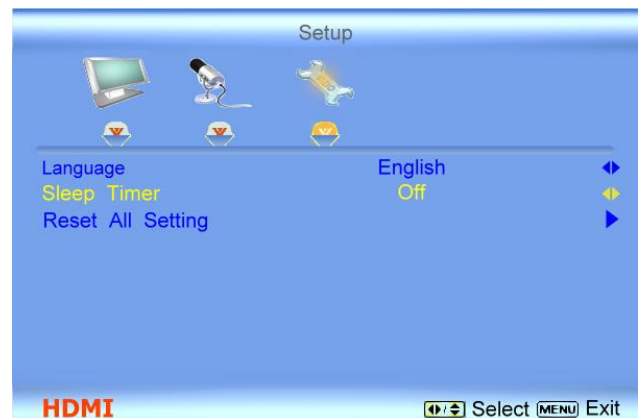 Setup
Language English
Sleep Timer Off
Reset All Setting
HDMI Select MENU Exit